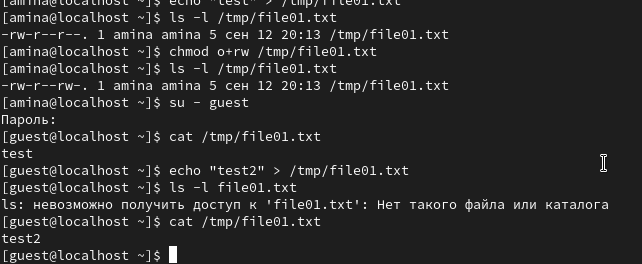 [amina@localhost ~]$ echo "test" > /tmp/file01.txt
[amina@localhost ~]$ ls -l /tmp/file01.txt
-rw-r--r--. 1 amina amina 5 сен 12 20:13 /tmp/file01.txt
[amina@localhost ~]$ chmod o+rw /tmp/file01.txt
[amina@localhost ~]$ ls -l /tmp/file01.txt
-rw-r--rw-. 1 amina amina 5 сен 12 20:13 /tmp/file01.txt
[amina@localhost ~]$ su - guest
Пароль:
[guest@localhost ~]$ cat /tmp/file01.txt
test
[guest@localhost ~]$ echo "test2" > /tmp/file01.txt
[guest@localhost ~]$ ls -l file01.txt
ls: невозможно получить доступ к 'file01.txt': Нет такого файла или каталога
[guest@localhost ~]$ cat /tmp/file01.txt
test2
[guest@localhost ~]$